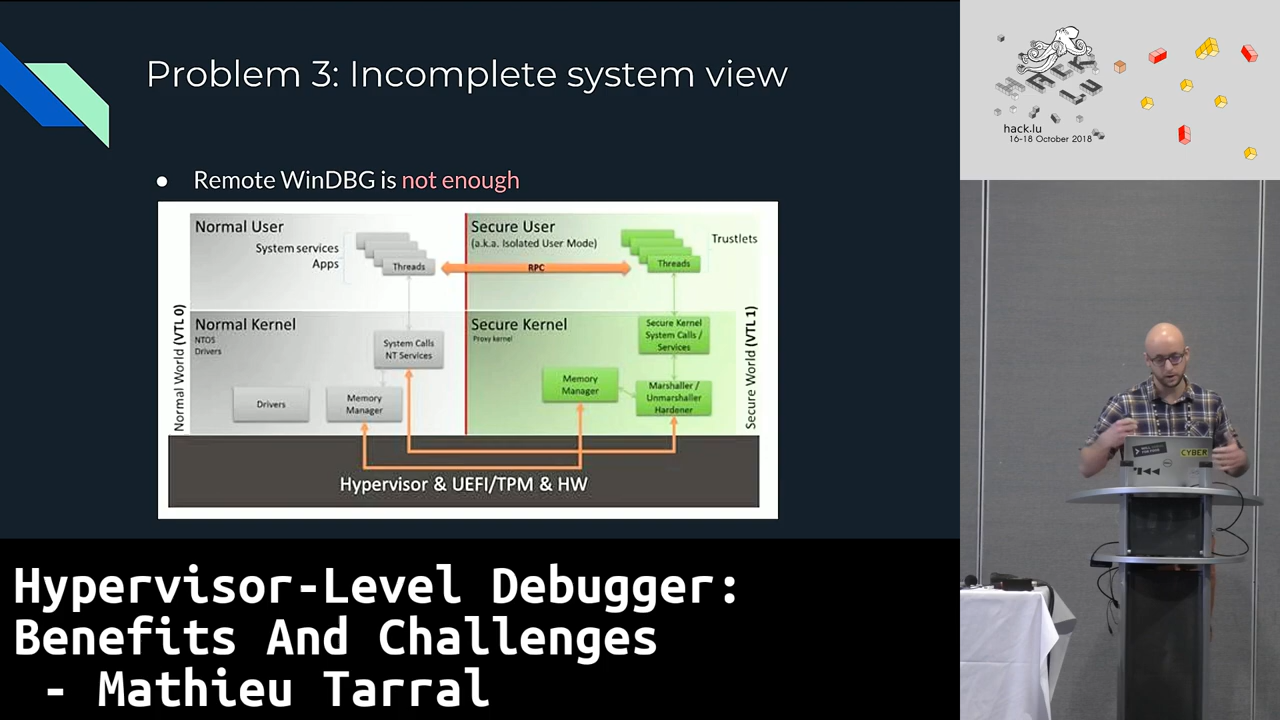 Problem 3: Incomplete system view
● Remote WinDBG is not enough
Normal User
System services
Apps
Threads
RPC
Secure User
(a.k.a. Isolated User Mode)
Threads
Trustlets
Normal World (VTL 0)
Normal Kernel
NTOS
Drivers
System Calls
NT Services
Drivers
Memory
Manager
Secure Kernel
Proxy kernel
Secure Kernel
System Calls /
Services
Memory
Manager
Marshaller /
Unmarshaller
Hardener
Secure World (VTL 1)
Hypervisor & UEFI/TPM & HW
HACK
LU
hack.lu
16-18 October 2018
CYBER
Hypervisor-Level Debugger:
Benefits And Challenges
- Mathieu Tarral